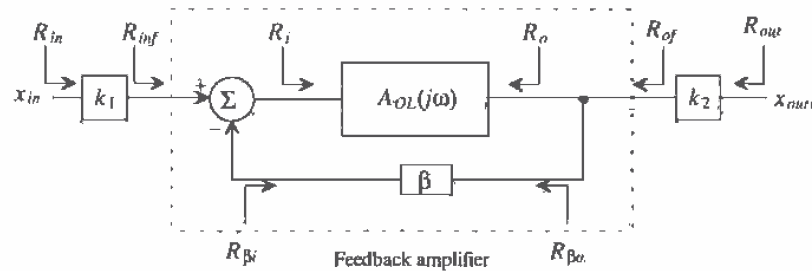 R_in R_inf R_i R_o R_of R_out
x_in k_1 + Σ − A_OL(jω) k_2 x_out
β
R_βi R_βo
Feedback amplifier